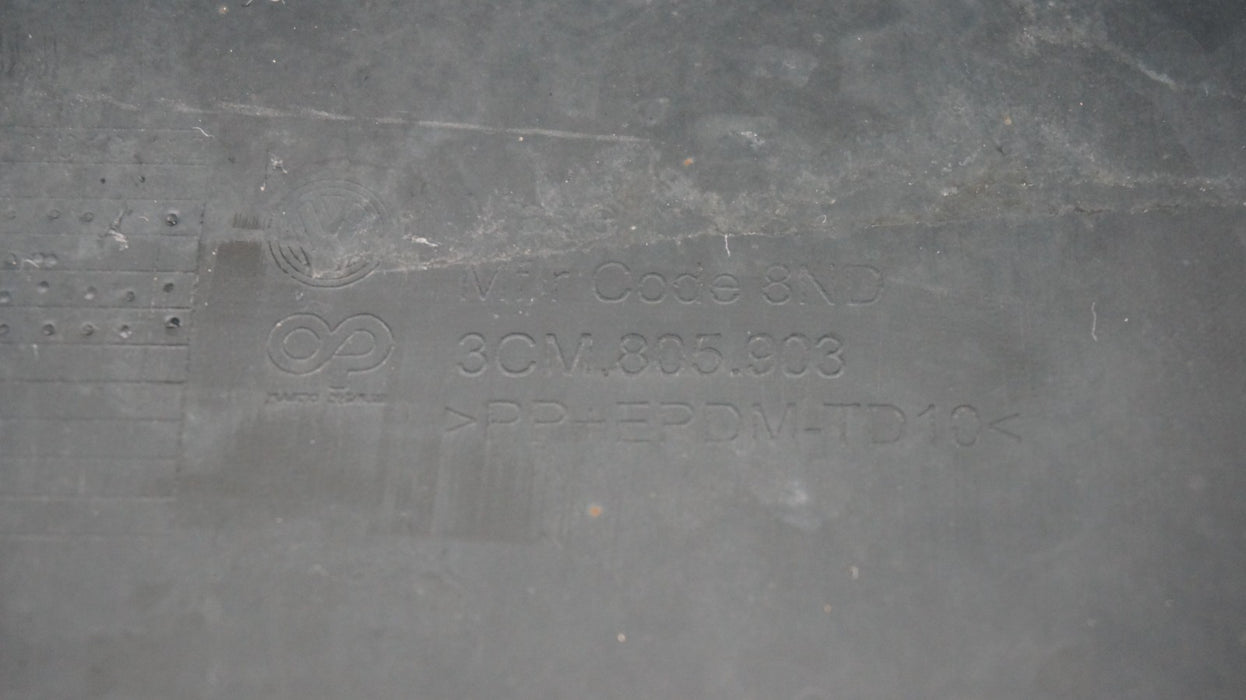 Mfr Code 8ND
3CM.805.903
>PP+EPDM-TD10<